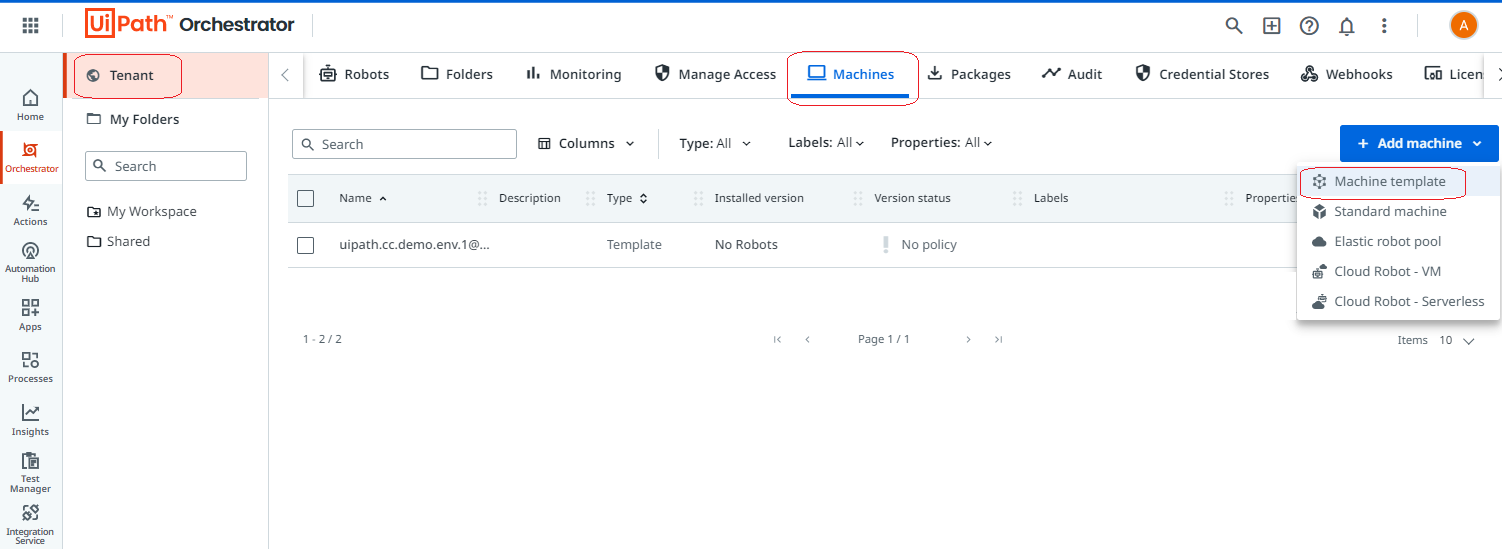 UiPath™ Orchestrator
A
Tenant
Robots
Folders
Monitoring
Manage Access
Machines
Packages
Audit
Credential Stores
Webhooks
Licen
Home
My Folders
Search
Columns
Type: All
Labels: All
Properties: All
+ Add machine
Orchestrator
Search
Machine template
Name
Description
Type
Installed version
Version status
Labels
Properties
Actions
My Workspace
Standard machine
Shared
uipath.cc.demo.env.1@...
Template
No Robots
No policy
Elastic robot pool
Automation
Hub
Cloud Robot - VM
Cloud Robot - Serverless
Apps
1 - 2 / 2
Page 1 / 1
Items 10
Processes
Insights
Test
Manager
Integration
Service